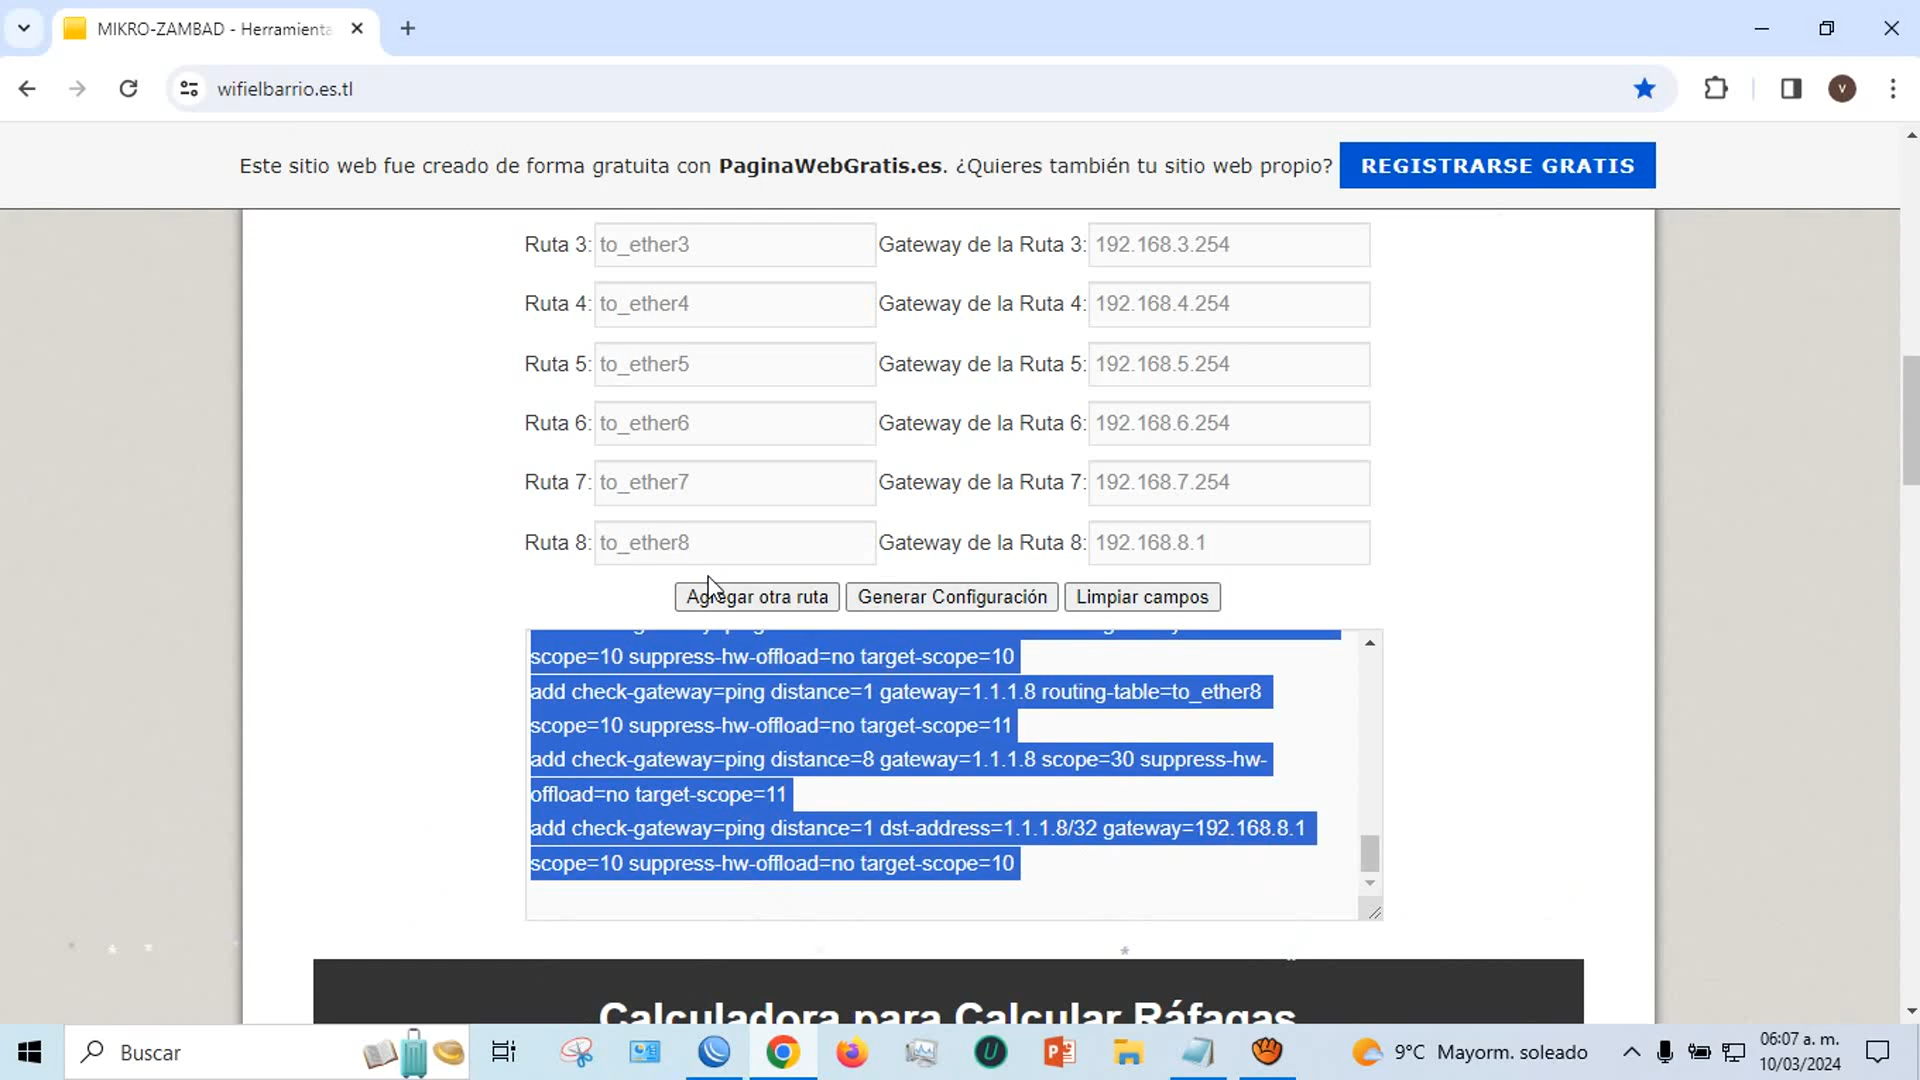 MIKRO-ZAMBAD - Herramienta
wifielbarrio.es.tl
V
Este sitio web fue creado de forma gratuita con PaginaWebGratis.es. ¿Quieres también tu sitio web propio? REGISTRARSE GRATIS
Ruta 3: to_ether3 Gateway de la Ruta 3: 192.168.3.254
Ruta 4: to_ether4 Gateway de la Ruta 4: 192.168.4.254
Ruta 5: to_ether5 Gateway de la Ruta 5: 192.168.5.254
Ruta 6: to_ether6 Gateway de la Ruta 6: 192.168.6.254
Ruta 7: to_ether7 Gateway de la Ruta 7: 192.168.7.254
Ruta 8: to_ether8 Gateway de la Ruta 8: 192.168.8.1
Agregar otra ruta Generar Configuración Limpiar campos
scope=10 suppress-hw-offload=no target-scope=10
add check-gateway=ping distance=1 gateway=1.1.1.8 routing-table=to_ether8
scope=10 suppress-hw-offload=no target-scope=11
add check-gateway=ping distance=8 gateway=1.1.1.8 scope=30 suppress-hw-
offload=no target-scope=11
add check-gateway=ping distance=1 dst-address=1.1.1.8/32 gateway=192.168.8.1
scope=10 suppress-hw-offload=no target-scope=10
Calculadora para Calcular Ráfagas
Buscar
9°C Mayorm. soleado
06:07 a. m.
10/03/2024